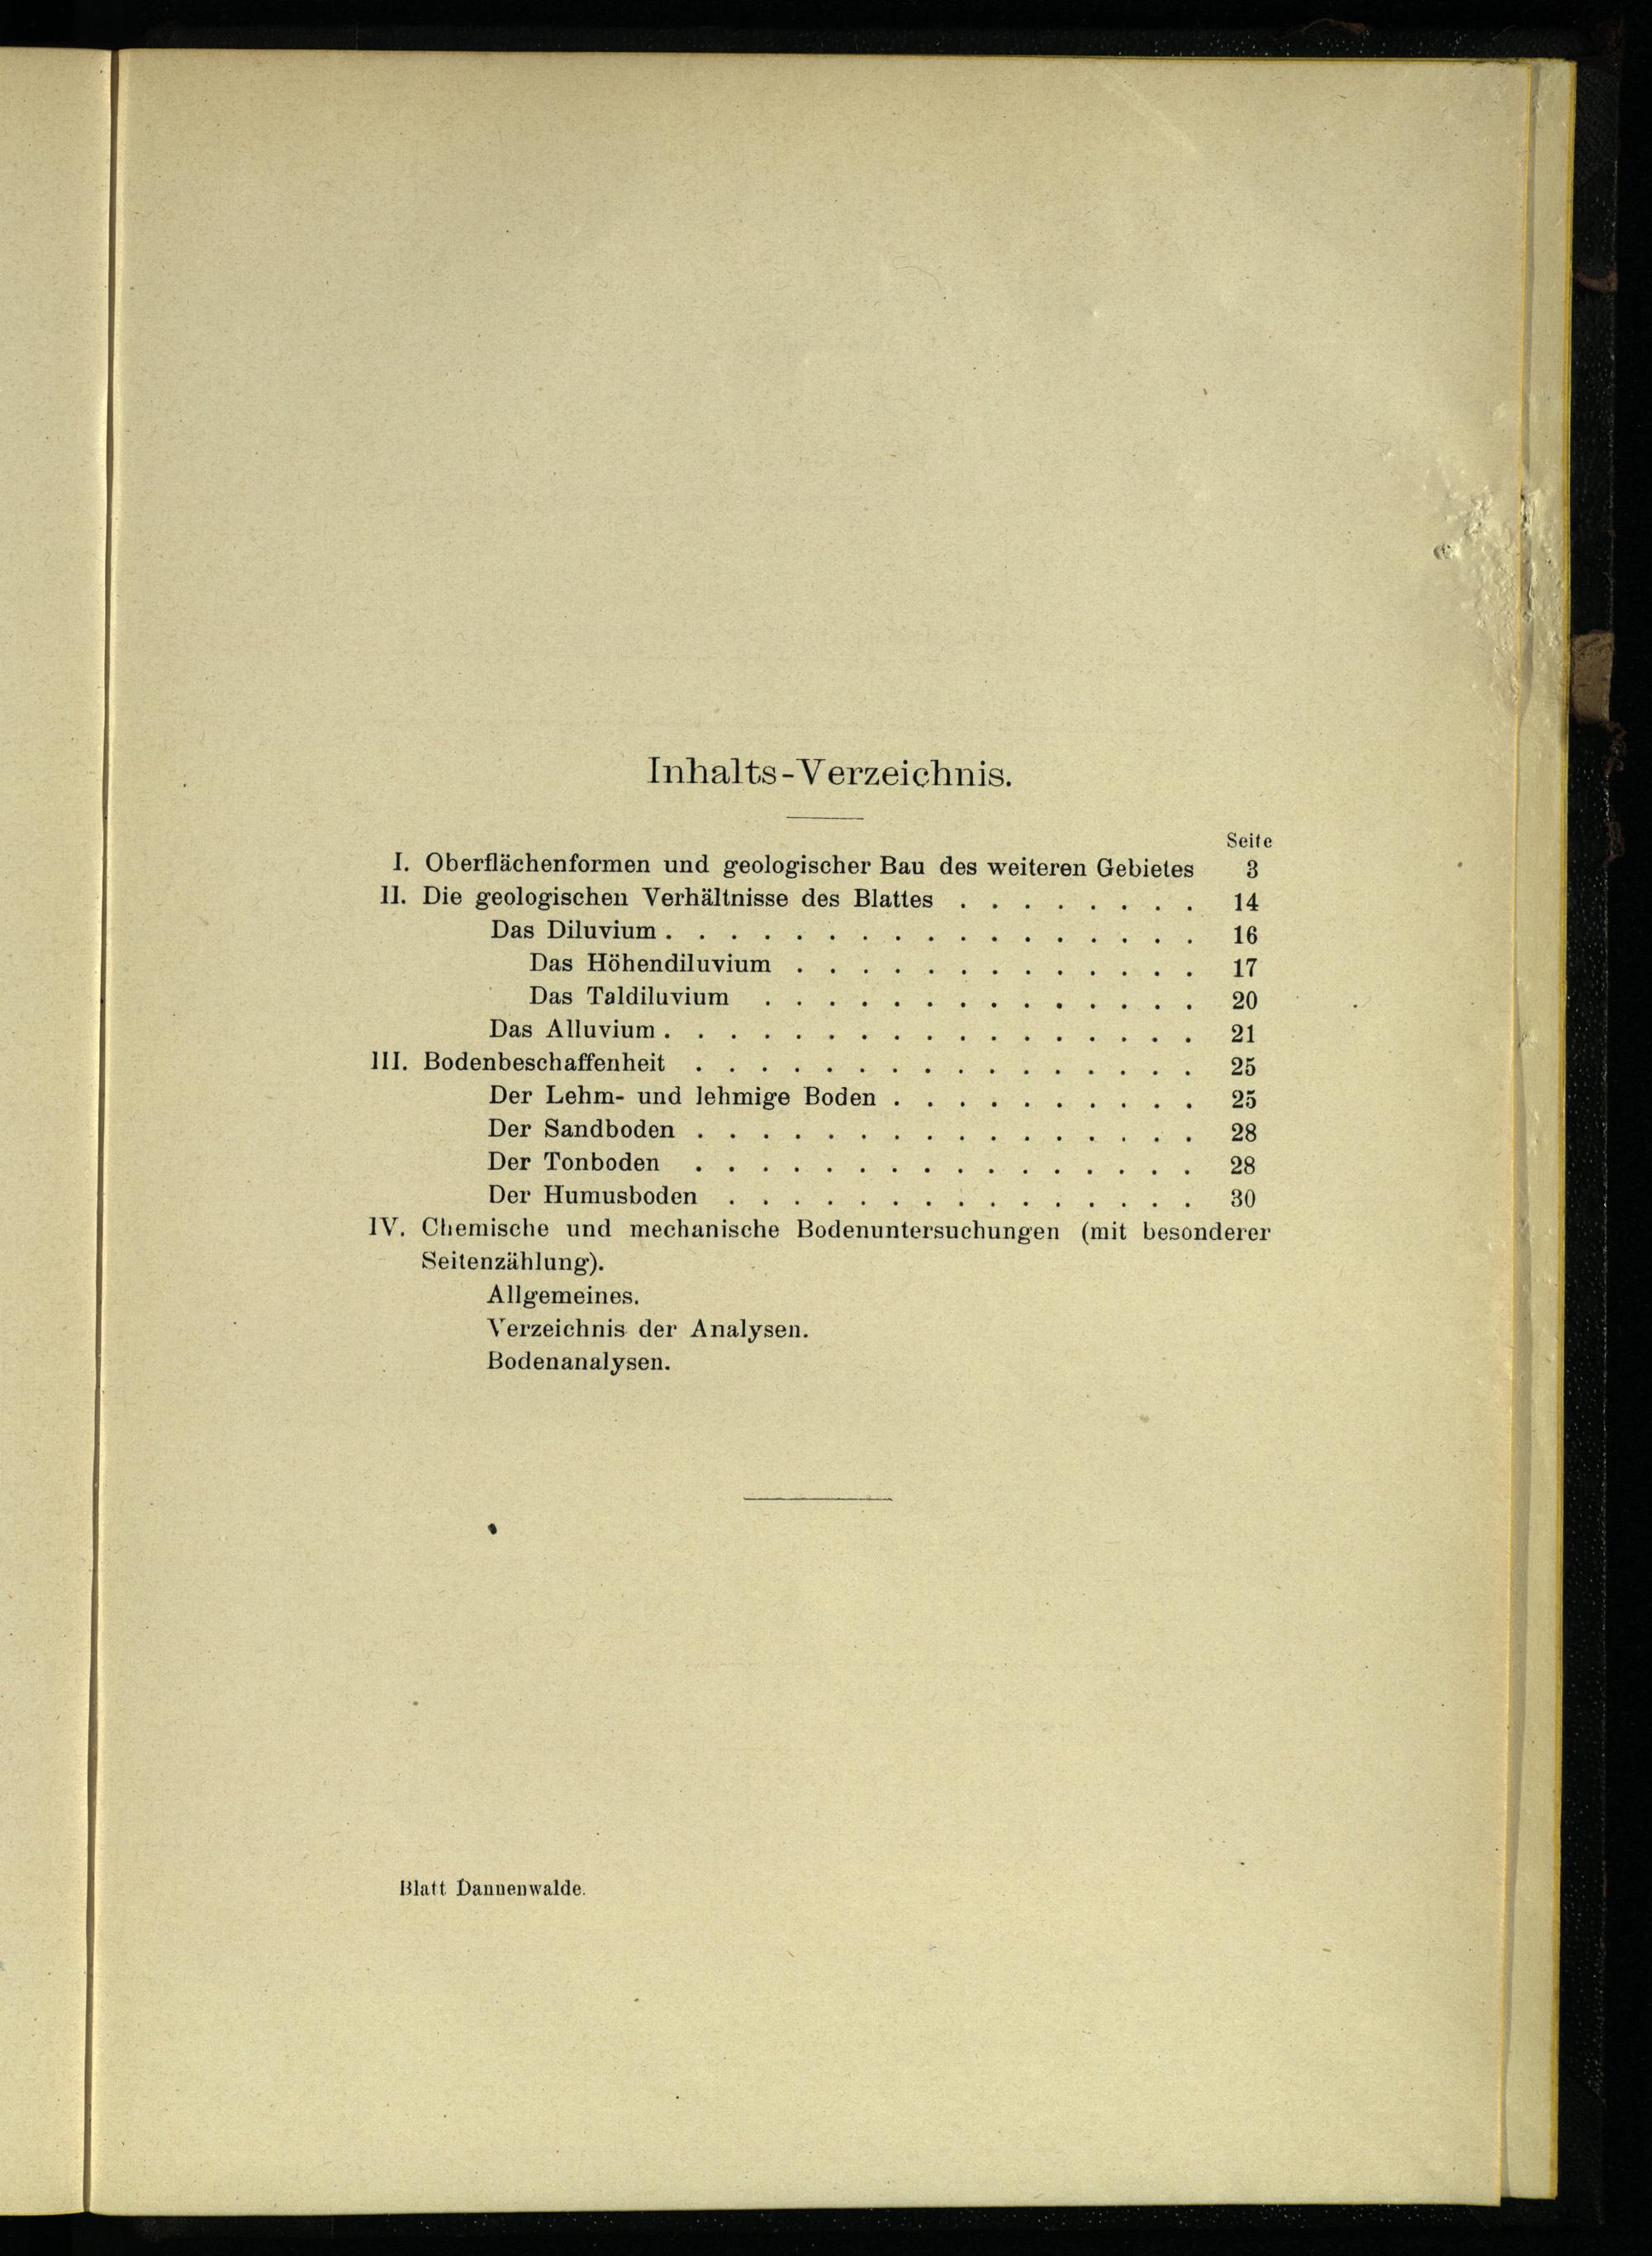 Inhalts-Verzeichnis.
Seite
I. Oberflächenformen und geologischer Bau des weiteren Gebietes 3
II. Die geologischen Verhältnisse des Blattes . . . . . . . . 14
Das Diluvium . . . . . . . . . . . . . . . . . 16
Das Höhendiluvium . . . . . . . . . . . . . 17
Das Taldiluvium . . . . . . . . . . . . . . 20
Das Alluvium . . . . . . . . . . . . . . . . . 21
III. Bodenbeschaffenheit . . . . . . . . . . . . . . . . 25
Der Lehm- und lehmige Boden . . . . . . . . . . 25
Der Sandboden . . . . . . . . . . . . . . . . 28
Der Tonboden . . . . . . . . . . . . . . . . 28
Der Humusboden . . . . . . . . . . . . . . . 30
IV. Chemische und mechanische Bodenuntersuchungen (mit besonderer
Seitenzählung).
Allgemeines.
Verzeichnis der Analysen.
Bodenanalysen.
Blatt Dannenwalde.